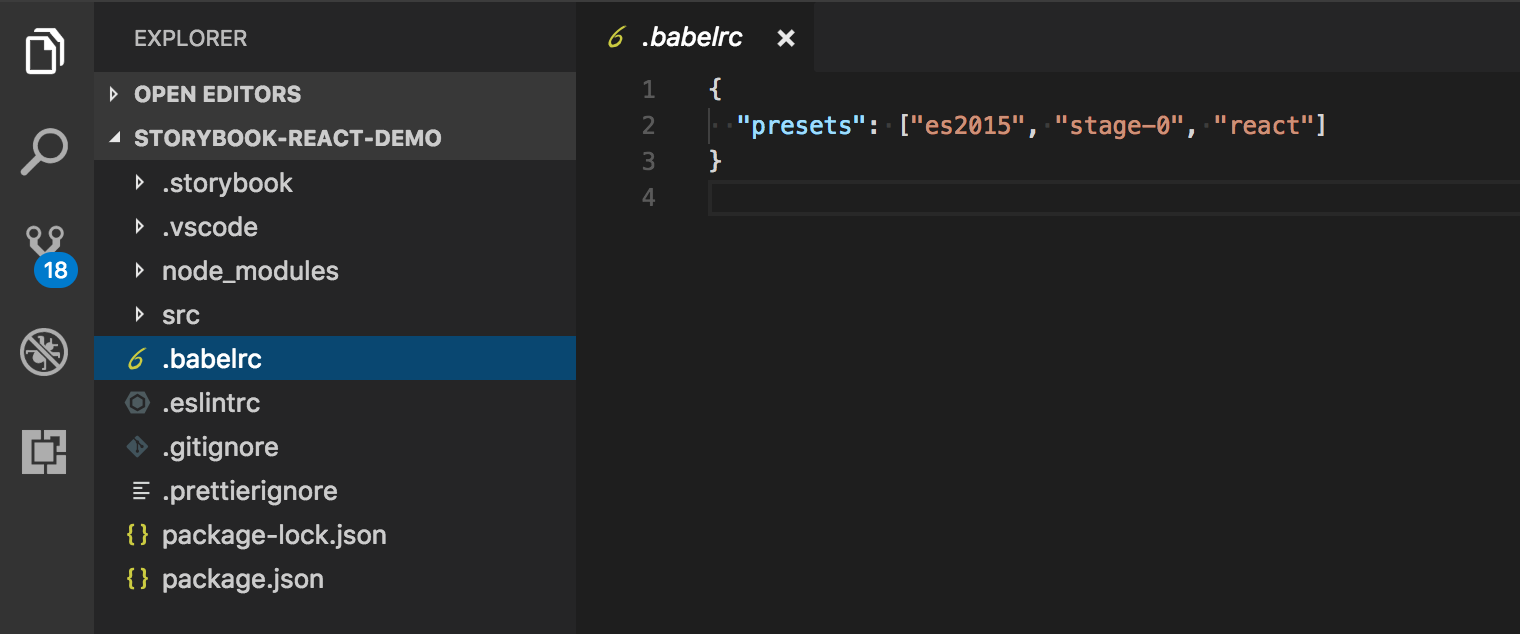 EXPLORER
OPEN EDITORS
STORYBOOK-REACT-DEMO
.storybook
.vscode
node_modules
src
.babelrc
.eslintrc
.gitignore
.prettierignore
package-lock.json
package.json
18
.babelrc
1 {
2 "presets": ["es2015", "stage-0", "react"]
3 }
4